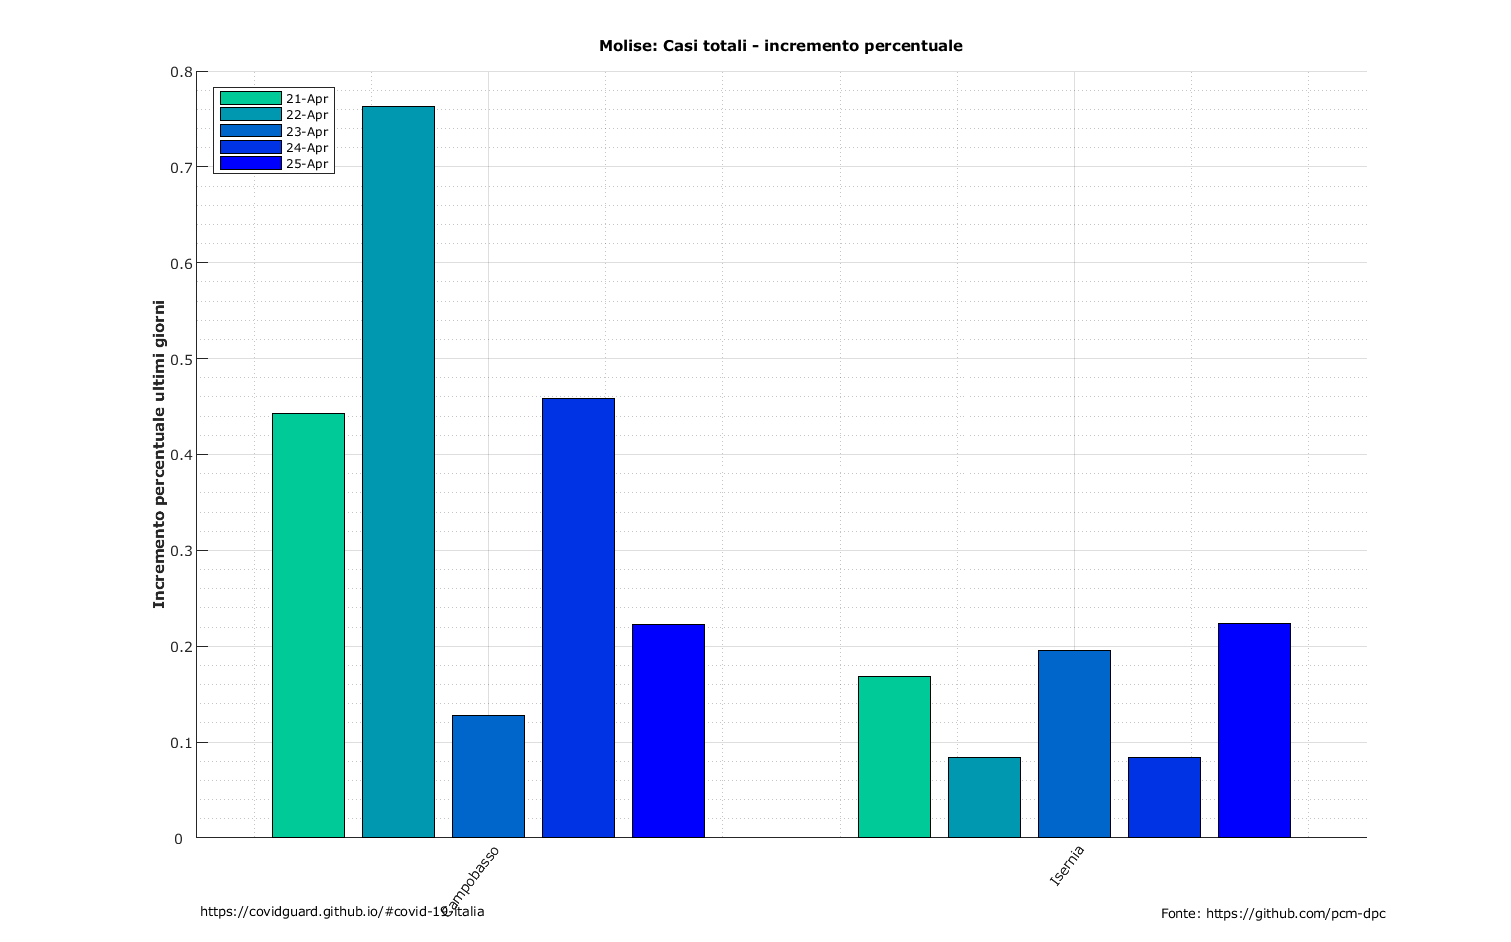 Molise: Casi totali - incremento percentuale
21-Apr
22-Apr
23-Apr
24-Apr
25-Apr
Incremento percentuale ultimi giorni
0.8
0.7
0.6
0.5
0.4
0.3
0.2
0.1
0
Campobasso
Isernia
https://covidguard.github.io/#covid-19-italia
Fonte: https://github.com/pcm-dpc